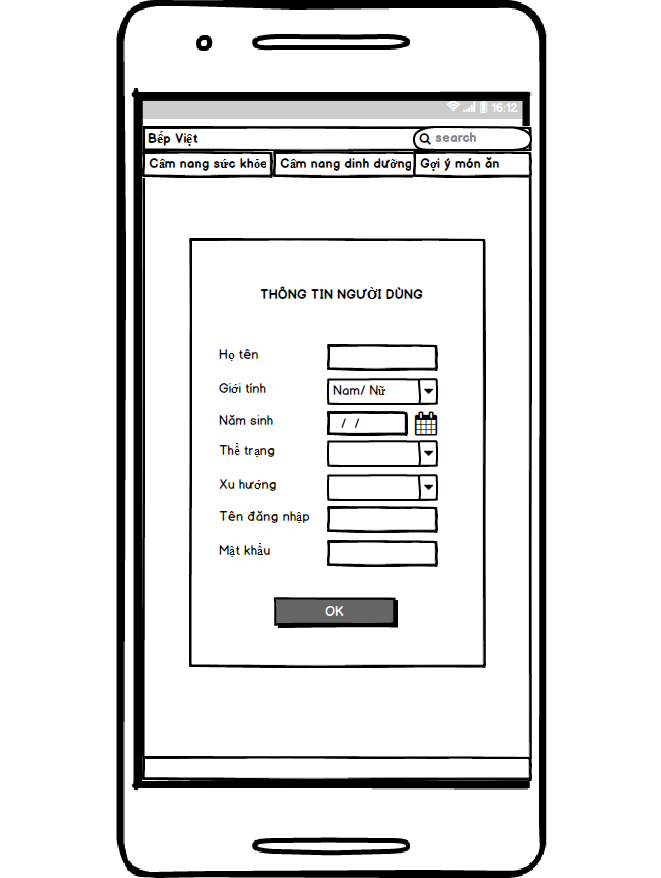 16:12
Bếp Việt
search
Cẩm nang sức khỏe
Cẩm nang dinh dưỡng
Gợi ý món ăn
THÔNG TIN NGƯỜI DÙNG
Họ tên
Giới tính
Nam/ Nữ
Năm sinh
/ /
Thể trạng
Xu hướng
Tên đăng nhập
Mật khẩu
OK